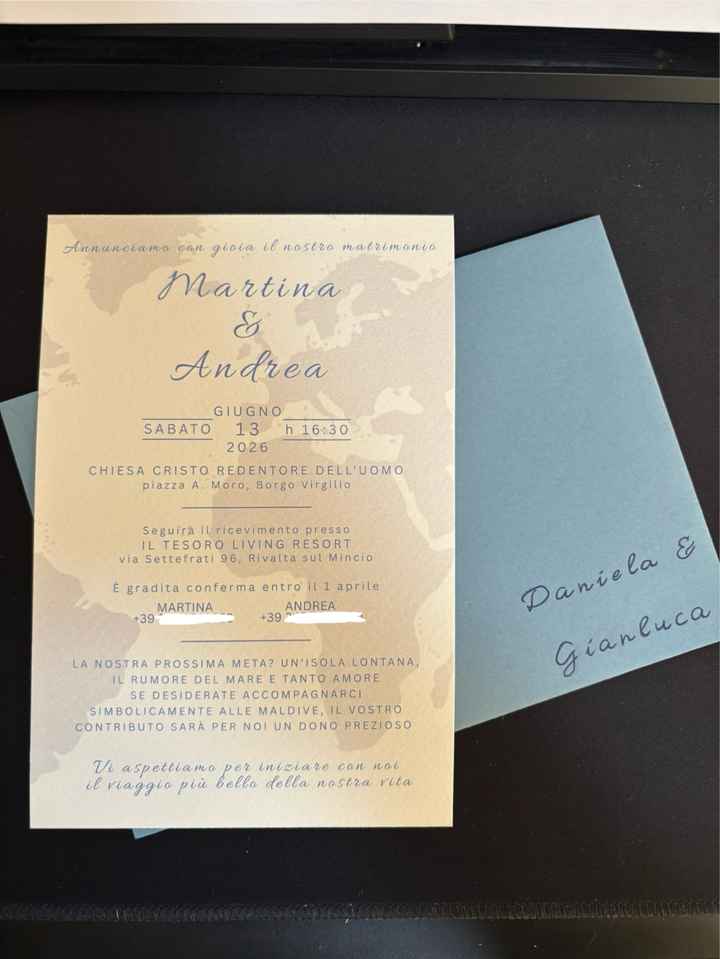 Annunciamo con gioia il nostro matrimonio
Martina
&
Andrea
GIUGNO
SABATO 13 h 16:30
2026
CHIESA CRISTO REDENTORE DELL'UOMO
piazza A. Moro, Borgo Virgilio
Seguirà il ricevimento presso
IL TESORO LIVING RESORT
via Settefrati 96, Rivalta sul Mincio
È gradita conferma entro il 1 aprile
MARTINA ANDREA
+39 +39
LA NOSTRA PROSSIMA META? UN'ISOLA LONTANA,
IL RUMORE DEL MARE E TANTO AMORE
SE DESIDERATE ACCOMPAGNARCI
SIMBOLICAMENTE ALLE MALDIVE, IL VOSTRO
CONTRIBUTO SARÀ PER NOI UN DONO PREZIOSO
Vi aspettiamo per iniziare con noi
il viaggio più bello della nostra vita
Daniela &
Gianluca